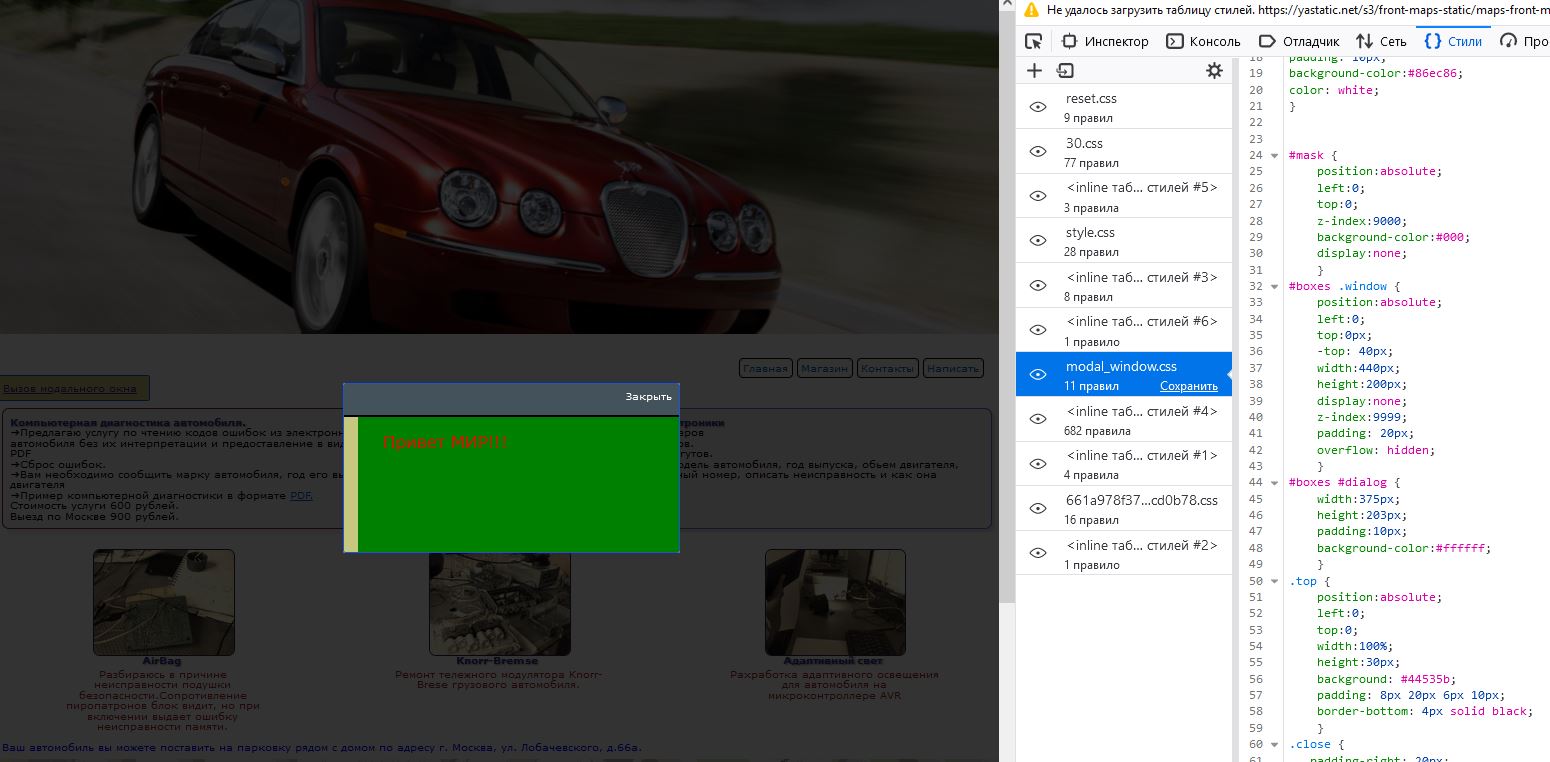 Не удалось загрузить таблицу стилей. https://yastatic.net/s3/front-maps-static/maps-front-m
Инспектор Консоль Отладчик Сеть {} Стили Про
reset.css
9 правил
30.css
77 правил
<inline таб… стилей #5>
3 правила
style.css
28 правил
<inline таб… стилей #3>
8 правил
<inline таб… стилей #6>
1 правило
modal_window.css
11 правил Сохранить
<inline таб… стилей #4>
682 правила
<inline таб… стилей #1>
4 правила
661a978f37…cd0b78.css
16 правил
<inline таб… стилей #2>
1 правило
18 padding: 10px;
19 background-color:#86ec86;
20 color: white;
21 }
22
23
24 #mask {
25 position:absolute;
26 left:0;
27 top:0;
28 z-index:9000;
29 background-color:#000;
30 display:none;
31 }
32 #boxes .window {
33 position:absolute;
34 left:0;
35 top:0px;
36 -top: 40px;
37 width:440px;
38 height:200px;
39 display:none;
40 z-index:9999;
41 padding: 20px;
42 overflow: hidden;
43 }
44 #boxes #dialog {
45 width:375px;
46 height:203px;
47 padding:10px;
48 background-color:#ffffff;
49 }
50 .top {
51 position:absolute;
52 left:0;
53 top:0;
54 width:100%;
55 height:30px;
56 background: #44535b;
57 padding: 8px 20px 6px 10px;
58 border-bottom: 4px solid black;
59 }
60 .close {
61 padding-right: 20px;
Главная Магазин Контакты Написать
Вызов модального окна
Закрыть
Привет МИР!!!
Компьютерная диагностика автомобиля.
➔Предлагаю услугу по чтению кодов ошибок из электронн
автомобиля без их интерпретации и предоставление в вид
PDF
➔Сброс ошибок.
➔Вам необходимо сообщить марку автомобиля, год его вы
двигателя
➔Пример компьютерной диагностики в формате PDF.
Стоимость услуги 600 рублей.
Выезд по Москве 900 рублей.
троники
аров
ов.
гутов.
одель автомобиля, год выпуска, обьем двигателя,
ный номер, описать неисправность и как она
AirBag
Разбираюсь в причине
неисправности подушки
безопасности.Сопротивление
пиропатронов блок видит, но при
включении выдает ошибку
неисправности памяти.
Knorr-Bremse
Ремонт тележного модулятора Knorr-
Brese грузового автомобиля.
Адаптивный свет
Рахработка адаптивного освещения
для автомобиля на
микроконтроллере AVR
Ваш автомобиль вы можете поставить на парковку рядом с домом по адресу г. Москва, ул. Лобачевского, д.66а.